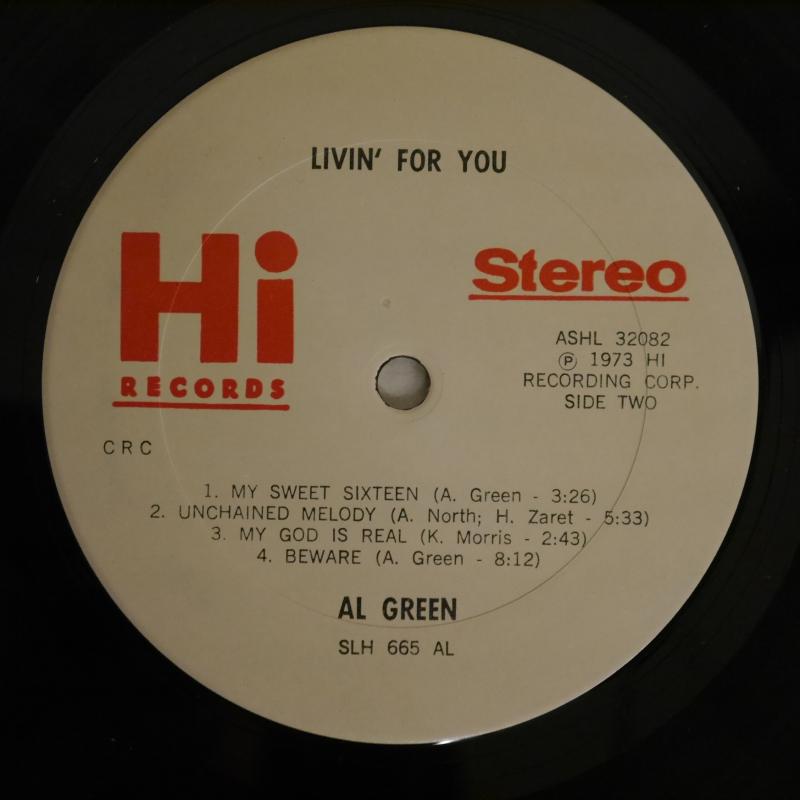 LIVIN' FOR YOU
Hi
RECORDS
Stereo
ASHL 32082
Ⓟ 1973 HI
RECORDING CORP.
SIDE TWO
C R C
1. MY SWEET SIXTEEN (A. Green - 3:26)
2. UNCHAINED MELODY (A. North; H. Zaret - 5:33)
3. MY GOD IS REAL (K. Morris - 2:43)
4. BEWARE (A. Green - 8:12)
AL GREEN
SLH 665 AL